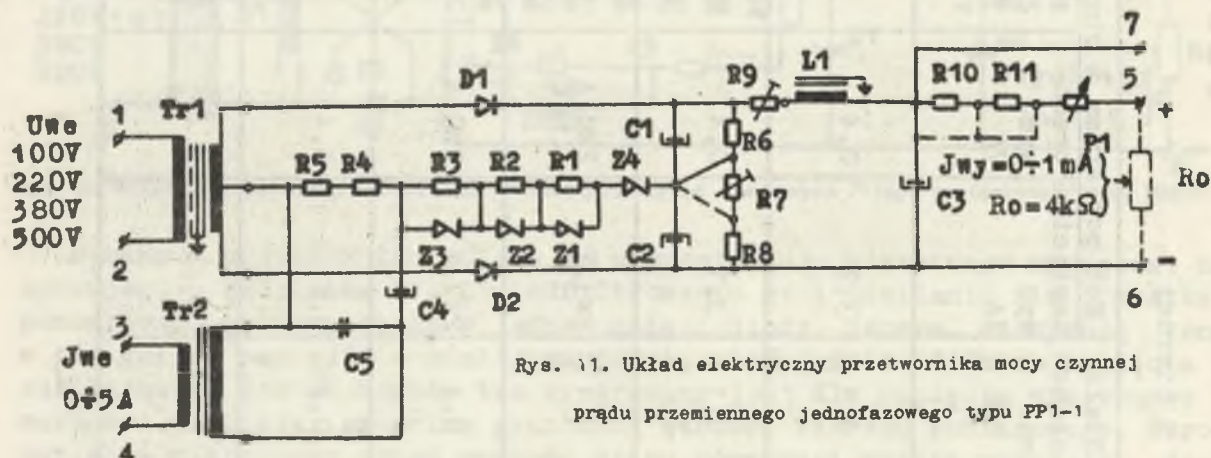 7
L1
R9
R10 R11
5
D1
1
Tr1
+
Uwe
100V
220V
380V
500V
C1
R6
R5 R4
R3 R2 R1 Z4
P1
Jwy=0÷1mA
Ro
R7
C3 Ro=4kΩ
Z3 Z2 Z1 C2
R8
2
D2
-
6
C4
Tr2
3
C5
Jwe
0÷5A
4
Rys. 11. Układ elektryczny przetwornika mocy czynnej
prądu przemiennego jednofazowego typu PP1-1